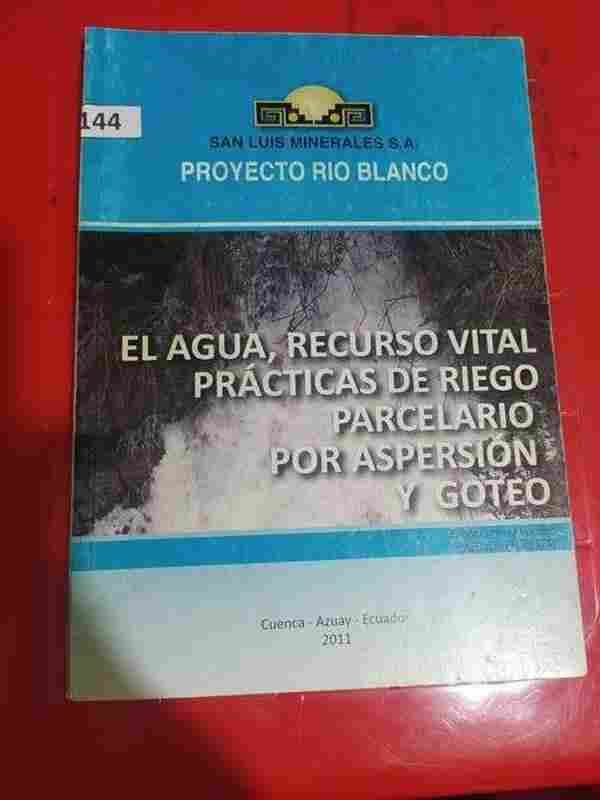 144
SAN LUIS MINERALES S.A.
PROYECTO RIO BLANCO
EL AGUA, RECURSO VITAL
PRÁCTICAS DE RIEGO
PARCELARIO
POR ASPERSIÓN
Y GOTEO
Cuenca - Azuay - Ecuador
2011